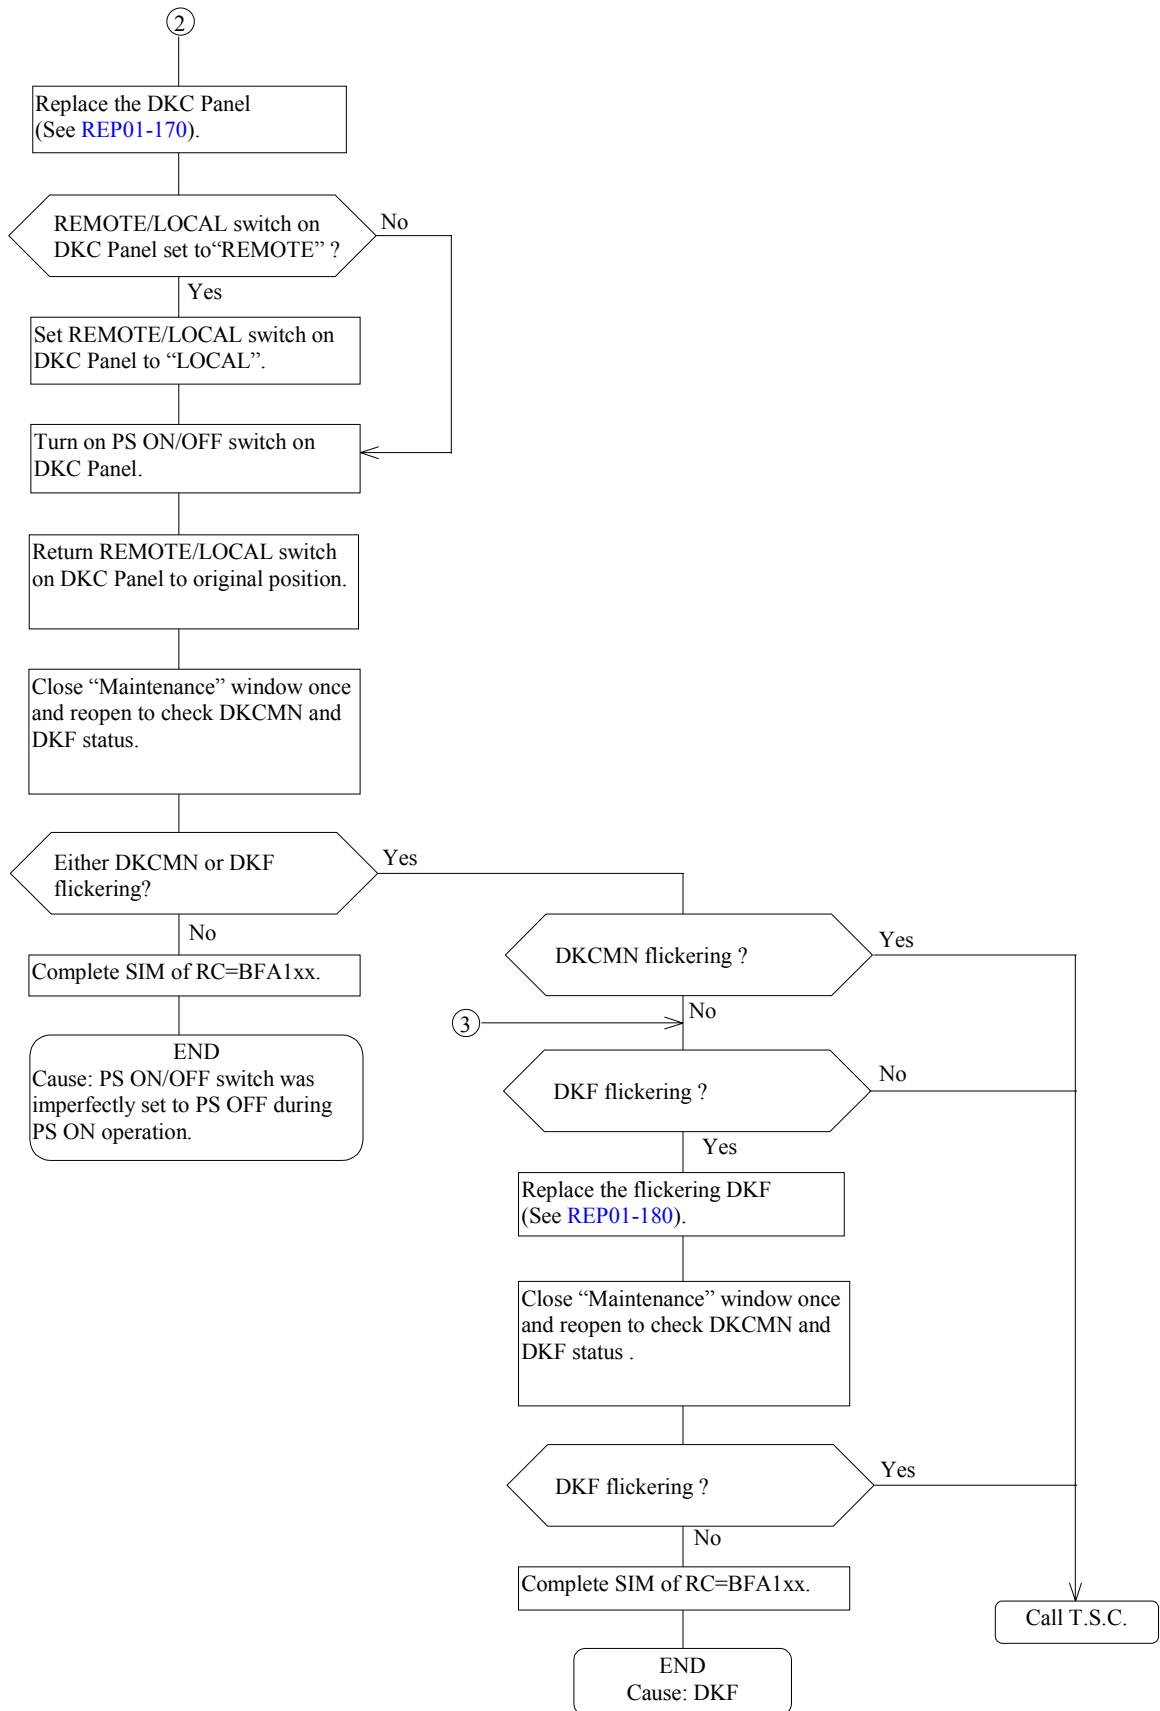 2
Replace the DKC Panel
(See REP01-170).
REMOTE/LOCAL switch on
DKC Panel set to“REMOTE” ?
No
Yes
Set REMOTE/LOCAL switch on
DKC Panel to “LOCAL”.
Turn on PS ON/OFF switch on
DKC Panel.
Return REMOTE/LOCAL switch
on DKC Panel to original position.
Close “Maintenance” window once
and reopen to check DKCMN and
DKF status.
Either DKCMN or DKF
flickering?
Yes
No
Complete SIM of RC=BFA1xx.
END
Cause: PS ON/OFF switch was
imperfectly set to PS OFF during
PS ON operation.
DKCMN flickering ?
Yes
No
3
DKF flickering ?
No
Yes
Replace the flickering DKF
(See REP01-180).
Close “Maintenance” window once
and reopen to check DKCMN and
DKF status .
DKF flickering ?
Yes
No
Complete SIM of RC=BFA1xx.
END
Cause: DKF
Call T.S.C.